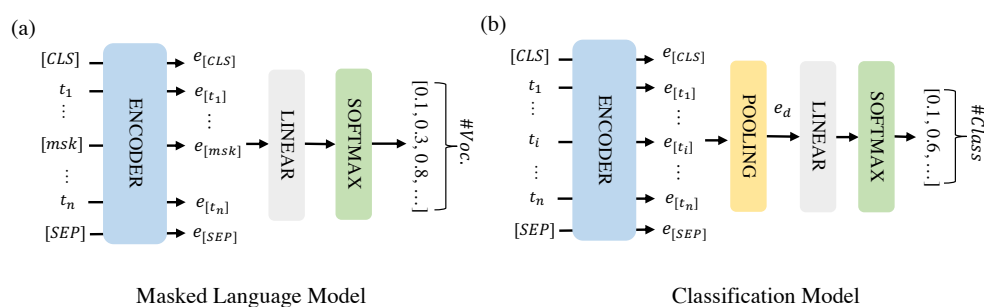 (a)
[CLS]
t1
...
[msk]
...
tn
[SEP]
ENCODER
e[CLS]
e[t1]
...
e[msk]
e[tn]
e[SEP]
LINEAR
SOFTMAX
[0.1, 0.3, 0.8, ...]
#Voc.
Masked Language Model
(b)
[CLS]
t1
...
ti
...
tn
[SEP]
ENCODER
e[CLS]
e[t1]
...
e[ti]
...
e[tn]
e[SEP]
POOLING
ed
LINEAR
SOFTMAX
[0.1, 0.6, ...]
#Class
Classification Model